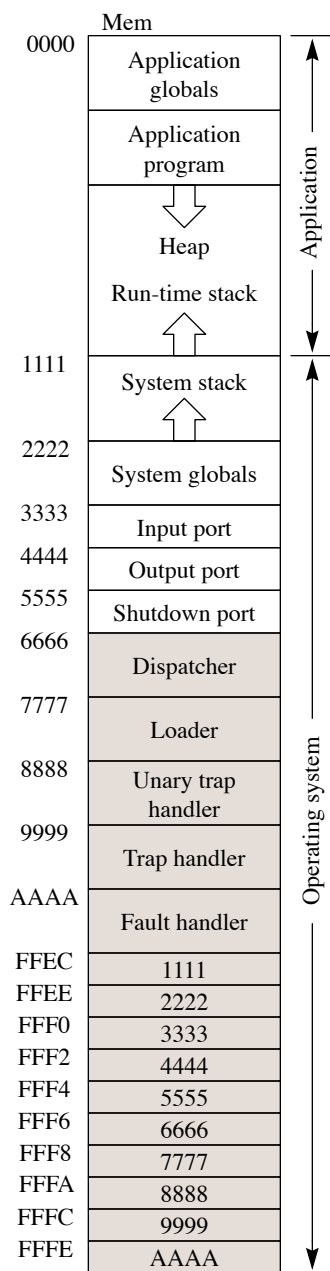 Mem
0000
Application
globals
Application
program
Heap
Run-time stack
Application
1111
System stack
2222
System globals
3333
Input port
4444
Output port
5555
Shutdown port
6666
Dispatcher
7777
Loader
8888
Unary trap
handler
9999
Trap handler
AAAA
Fault handler
Operating system
FFEC
1111
FFEE
2222
FFF0
3333
FFF2
4444
FFF4
5555
FFF6
6666
FFF8
7777
FFFA
8888
FFFC
9999
FFFE
AAAA